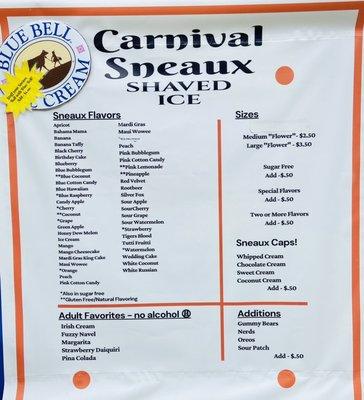 BLUE BELL
ICE CREAM
Carnival
Sneaux
SHAVED
ICE
Sneaux Flavors
Apricot
Bahama Mama
Banana
Banana Taffy
Black Cherry
Birthday Cake
Blueberry
Blue Bubblegum
**Blue Coconut
Blue Cotton Candy
Blue Hawaiian
*Blue Raspberry
Candy Apple
*Cherry
**Coconut
*Grape
Green Apple
Honey Dew Melon
Ice Cream
Mango
Mango Cheesecake
Mardi Gras King Cake
Maui Wowee
*Orange
Peach
Pink Cotton Candy
*Also in sugar free
**Gluten Free/Natural Flavoring
Mardi Gras
Maui Wowee
Peach
Pink Bubblegum
Pink Cotton Candy
**Pink Lemonade
**Pineapple
Red Velvet
Rootbeer
Silver Fox
Sour Apple
SourCherry
Sour Grape
Sour Watermelon
*Strawberry
Tigers Blood
Tutti Fruitti
*Watermelon
Wedding Cake
White Coconut
White Russian
Sizes
Medium "Flower"- $2.50
Large "Flower" - $3.50
Sugar Free
Add -$.50
Special Flavors
Add -$.50
Two or More Flavors
Add - $.50
Sneaux Caps!
Whipped Cream
Chocolate Cream
Sweet Cream
Coconut Cream
Add - $.50
Adult Favorites – no alcohol 😩
Irish Cream
Fuzzy Navel
Margarita
Strawberry Daiquiri
Pina Colada
Additions
Gummy Bears
Nerds
Oreos
Sour Patch
Add - $.50